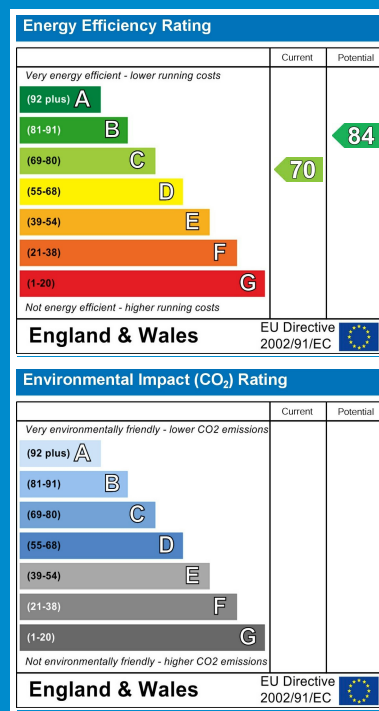 Energy Efficiency Rating
Current Potential
Very energy efficient - lower running costs
(92 plus) A
(81-91) B
84
(69-80) C
70
(55-68) D
(39-54) E
(21-38) F
(1-20) G
Not energy efficient - higher running costs
England & Wales
EU Directive
2002/91/EC
Environmental Impact (CO₂) Rating
Current Potential
Very environmentally friendly - lower CO2 emissions
(92 plus) A
(81-91) B
(69-80) C
(55-68) D
(39-54) E
(21-38) F
(1-20) G
Not environmentally friendly - higher CO2 emissions
England & Wales
EU Directive
2002/91/EC